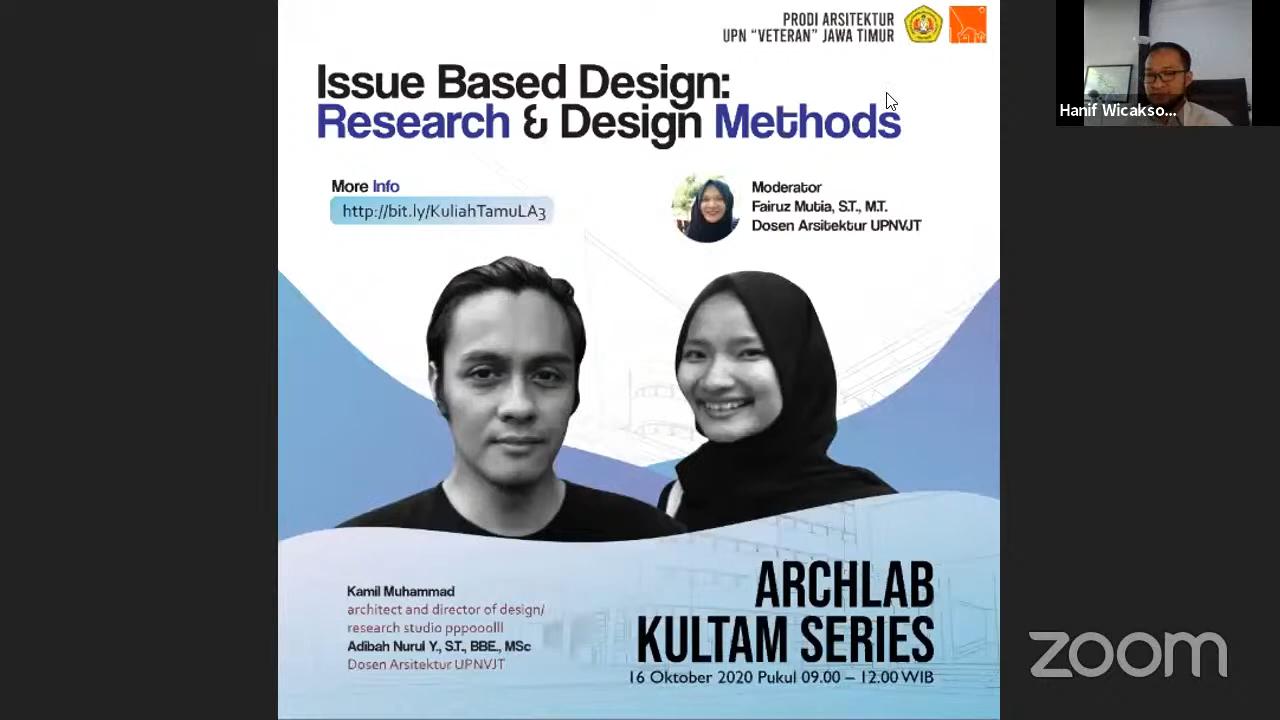 PRODI ARSITEKTUR
UPN “VETERAN” JAWA TIMUR
Issue Based Design:
Research & Design Methods
More Info
http://bit.ly/KuliahTamuLA3
Moderator
Fairuz Mutia, S.T., M.T.
Dosen Arsitektur UPNVJT
Hanif Wicakso...
Kamil Muhammad
architect and director of design/
research studio pppooolll
Adibah Nurul Y., S.T., BBE., MSc
Dosen Arsitektur UPNVJT
ARCHLAB
KULTAM SERIES
16 Oktober 2020 Pukul 09.00 – 12.00 WIB
zoom